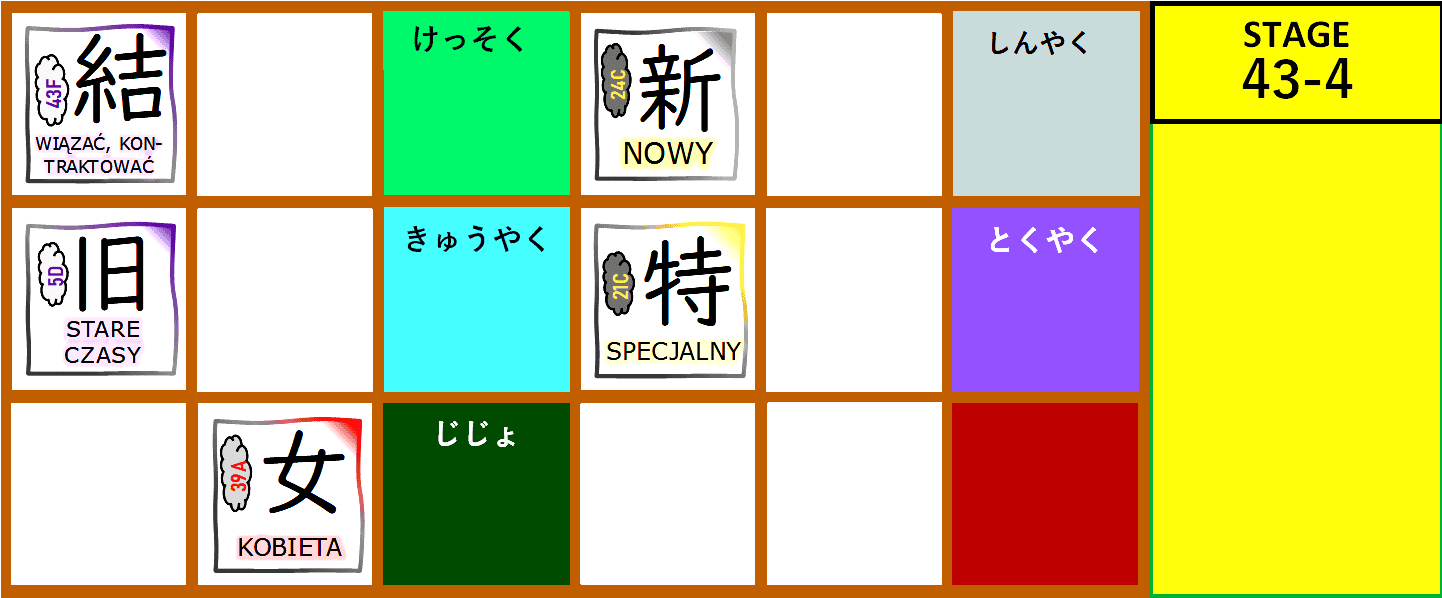 結
43F
WIĄZAĆ, KON-
TRAKTOWAĆ
けっそく
新
24C
NOWY
しんやく
STAGE
43-4
旧
5D
STARE
CZASY
きゅうやく
特
21C
SPECJALNY
とくやく
女
39A
KOBIETA
じじょ